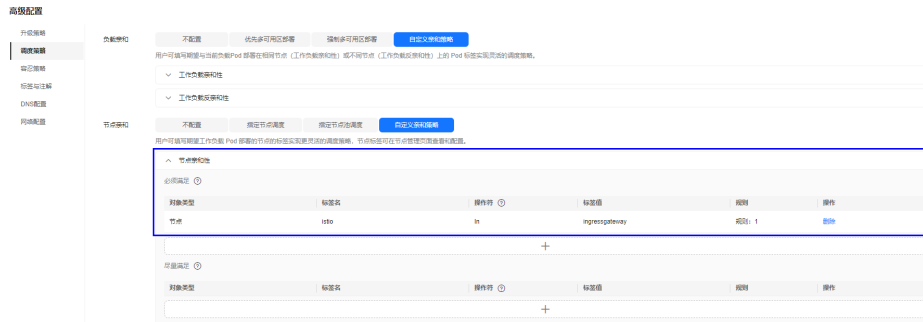 高级配置
升级策略
调度策略
容忍策略
标签与注解
DNS配置
网络配置
负载亲和
不配置 优先多可用区部署 强制多可用区部署 自定义亲和策略
用户可填写期望与当前负载Pod 部署在相同节点（工作负载亲和性）或不同节点（工作负载反亲和性）上的 Pod 标签实现灵活的调度策略。
工作负载亲和性
工作负载反亲和性
节点亲和
不配置 指定节点调度 指定节点池调度 自定义亲和策略
用户可填写期望工作负载 Pod 部署的节点的标签实现更灵活的调度策略，节点标签可在节点管理页面查看和配置。
节点亲和性
必须满足
对象类型 标签名 操作符 标签值 规则 操作
节点 istio In ingressgateway 规则：1 删除
尽量满足
对象类型 标签名 操作符 标签值 规则 操作